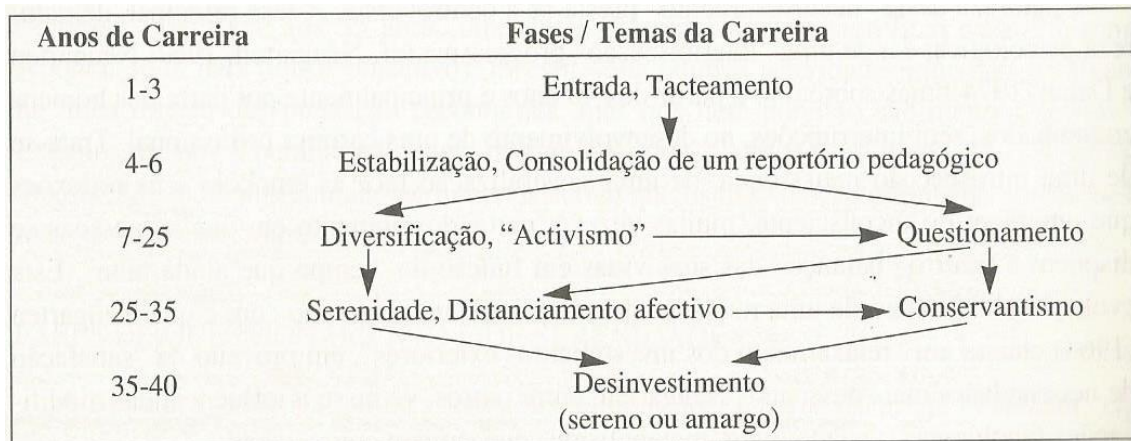 Anos de Carreira Fases / Temas da Carreira
1-3 Entrada, Tacteamento
4-6 Estabilização, Consolidação de um reportório pedagógico
7-25 Diversificação, “Activismo” Questionamento
25-35 Serenidade, Distanciamento afectivo Conservantismo
35-40 Desinvestimento
(sereno ou amargo)